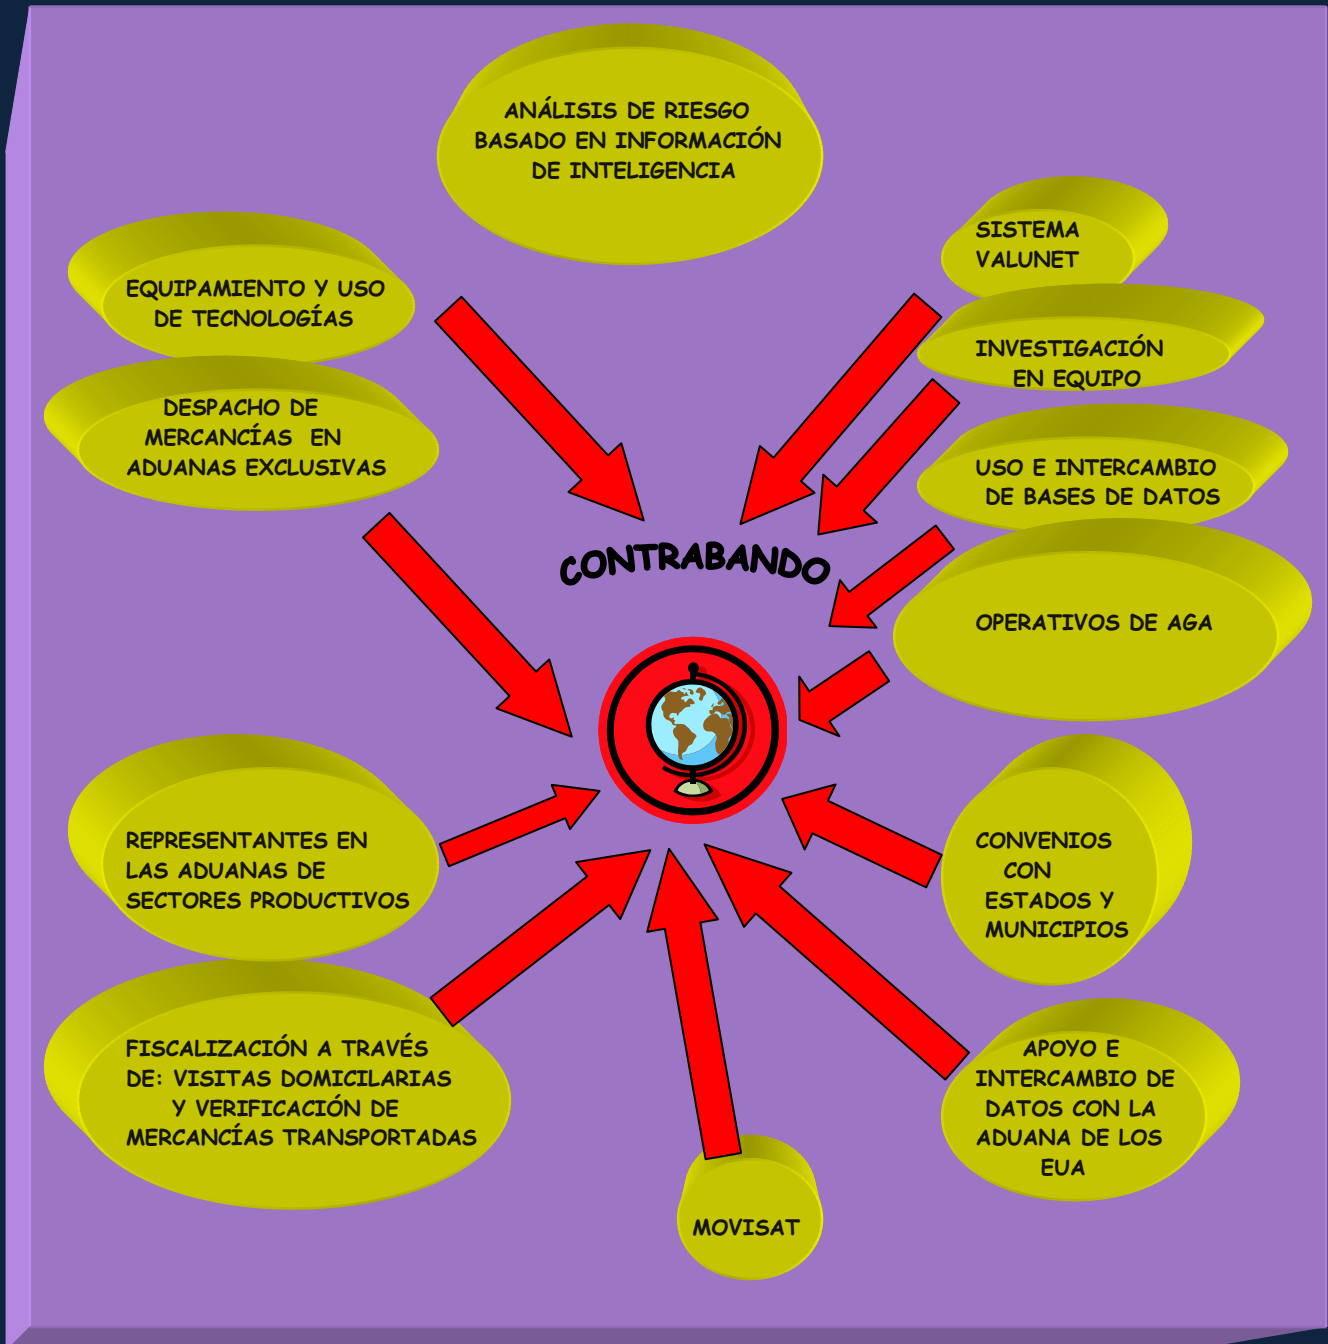 ANÁLISIS DE RIESGO
BASADO EN INFORMACIÓN
DE INTELIGENCIA
EQUIPAMIENTO Y USO
DE TECNOLOGÍAS
DESPACHO DE
MERCANCÍAS EN
ADUANAS EXCLUSIVAS
SISTEMA
VALUNET
INVESTIGACIÓN
EN EQUIPO
USO E INTERCAMBIO
DE BASES DE DATOS
OPERATIVOS DE AGA
CONTRABANDO
REPRESENTANTES EN
LAS ADUANAS DE
SECTORES PRODUCTIVOS
CONVENIOS
CON
ESTADOS Y
MUNICIPIOS
FISCALIZACIÓN A TRAVÉS
DE: VISITAS DOMICILARIAS
Y VERIFICACIÓN DE
MERCANCÍAS TRANSPORTADAS
APOYO E
INTERCAMBIO DE
DATOS CON LA
ADUANA DE LOS
EUA
MOVISAT